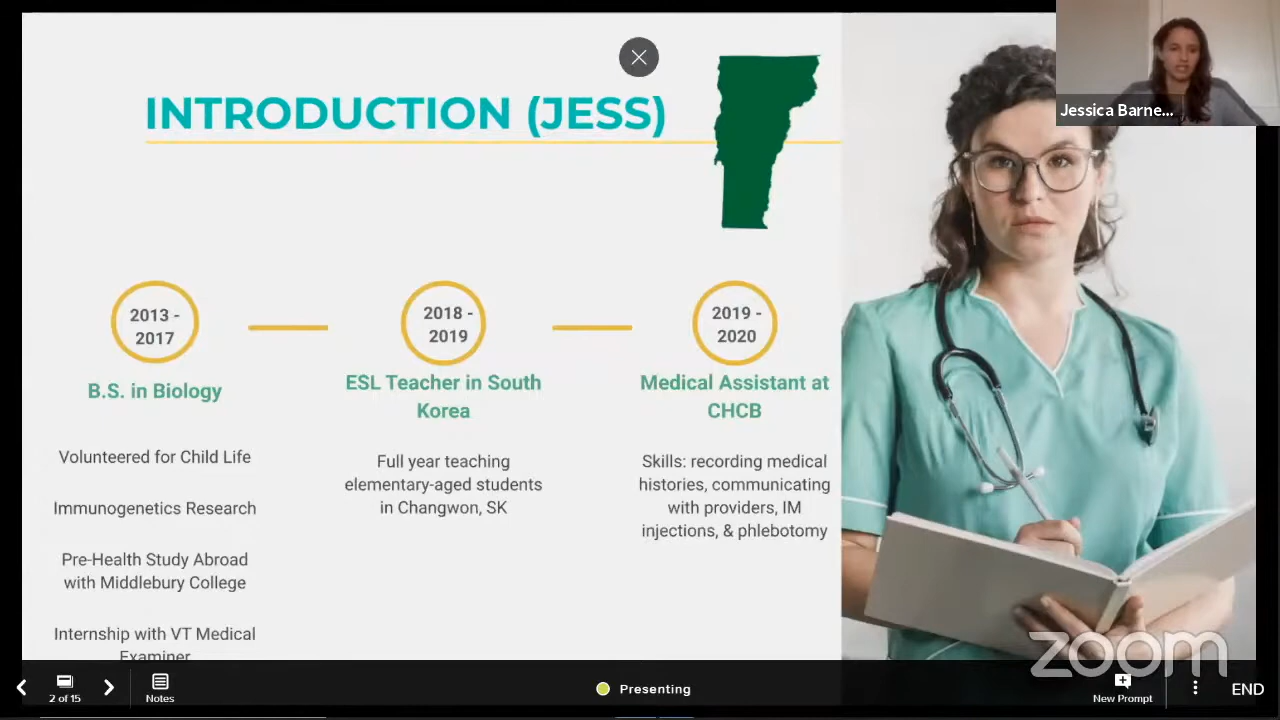 INTRODUCTION (JESS)
Jessica Barne...
2013 -
2017
B.S. in Biology
Volunteered for Child Life
Immunogenetics Research
Pre-Health Study Abroad
with Middlebury College
Internship with VT Medical
Examiner
2018 -
2019
ESL Teacher in South
Korea
Full year teaching
elementary-aged students
in Changwon, SK
2019 -
2020
Medical Assistant at
CHCB
Skills: recording medical
histories, communicating
with providers, IM
injections, & phlebotomy
zoom
2 of 15
Notes
Presenting
New Prompt
END